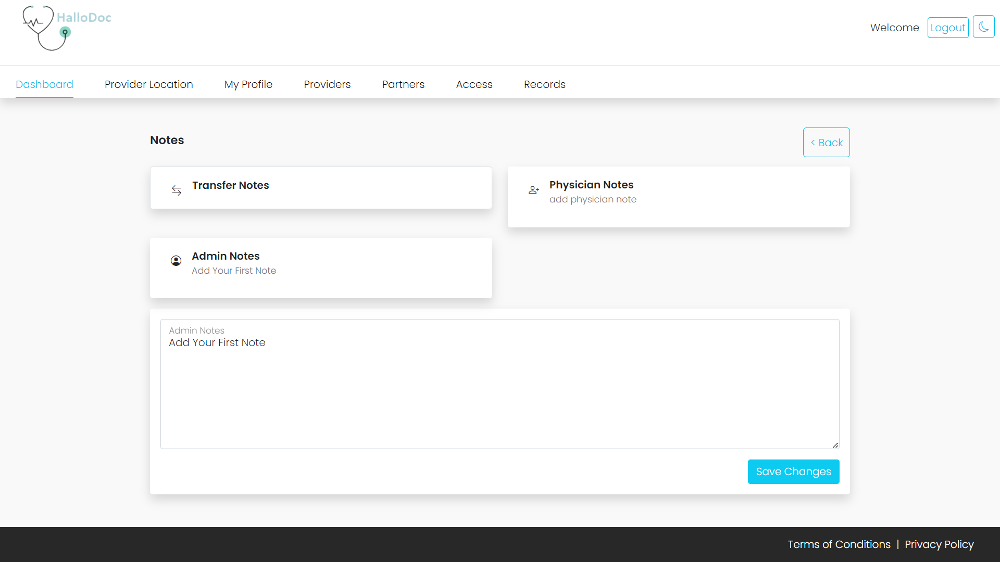 HalloDoc
Welcome Logout
Dashboard Provider Location My Profile Providers Partners Access Records
Notes
< Back
Transfer Notes
Physician Notes
add physician note
Admin Notes
Add Your First Note
Admin Notes
Add Your First Note
Save Changes
Terms of Conditions | Privacy Policy